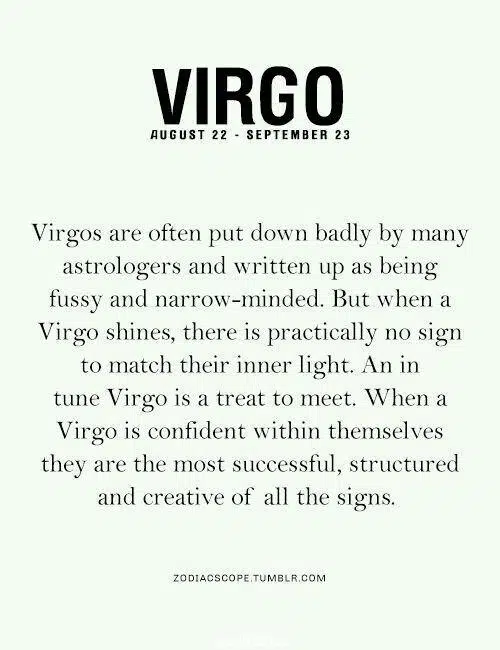 VIRGO
AUGUST 22 - SEPTEMBER 23
Virgos are often put down badly by many
astrologers and written up as being
fussy and narrow-minded. But when a
Virgo shines, there is practically no sign
to match their inner light. An in
tune Virgo is a treat to meet. When a
Virgo is confident within themselves
they are the most successful, structured
and creative of all the signs.
ZODIACSCOPE.TUMBLR.COM